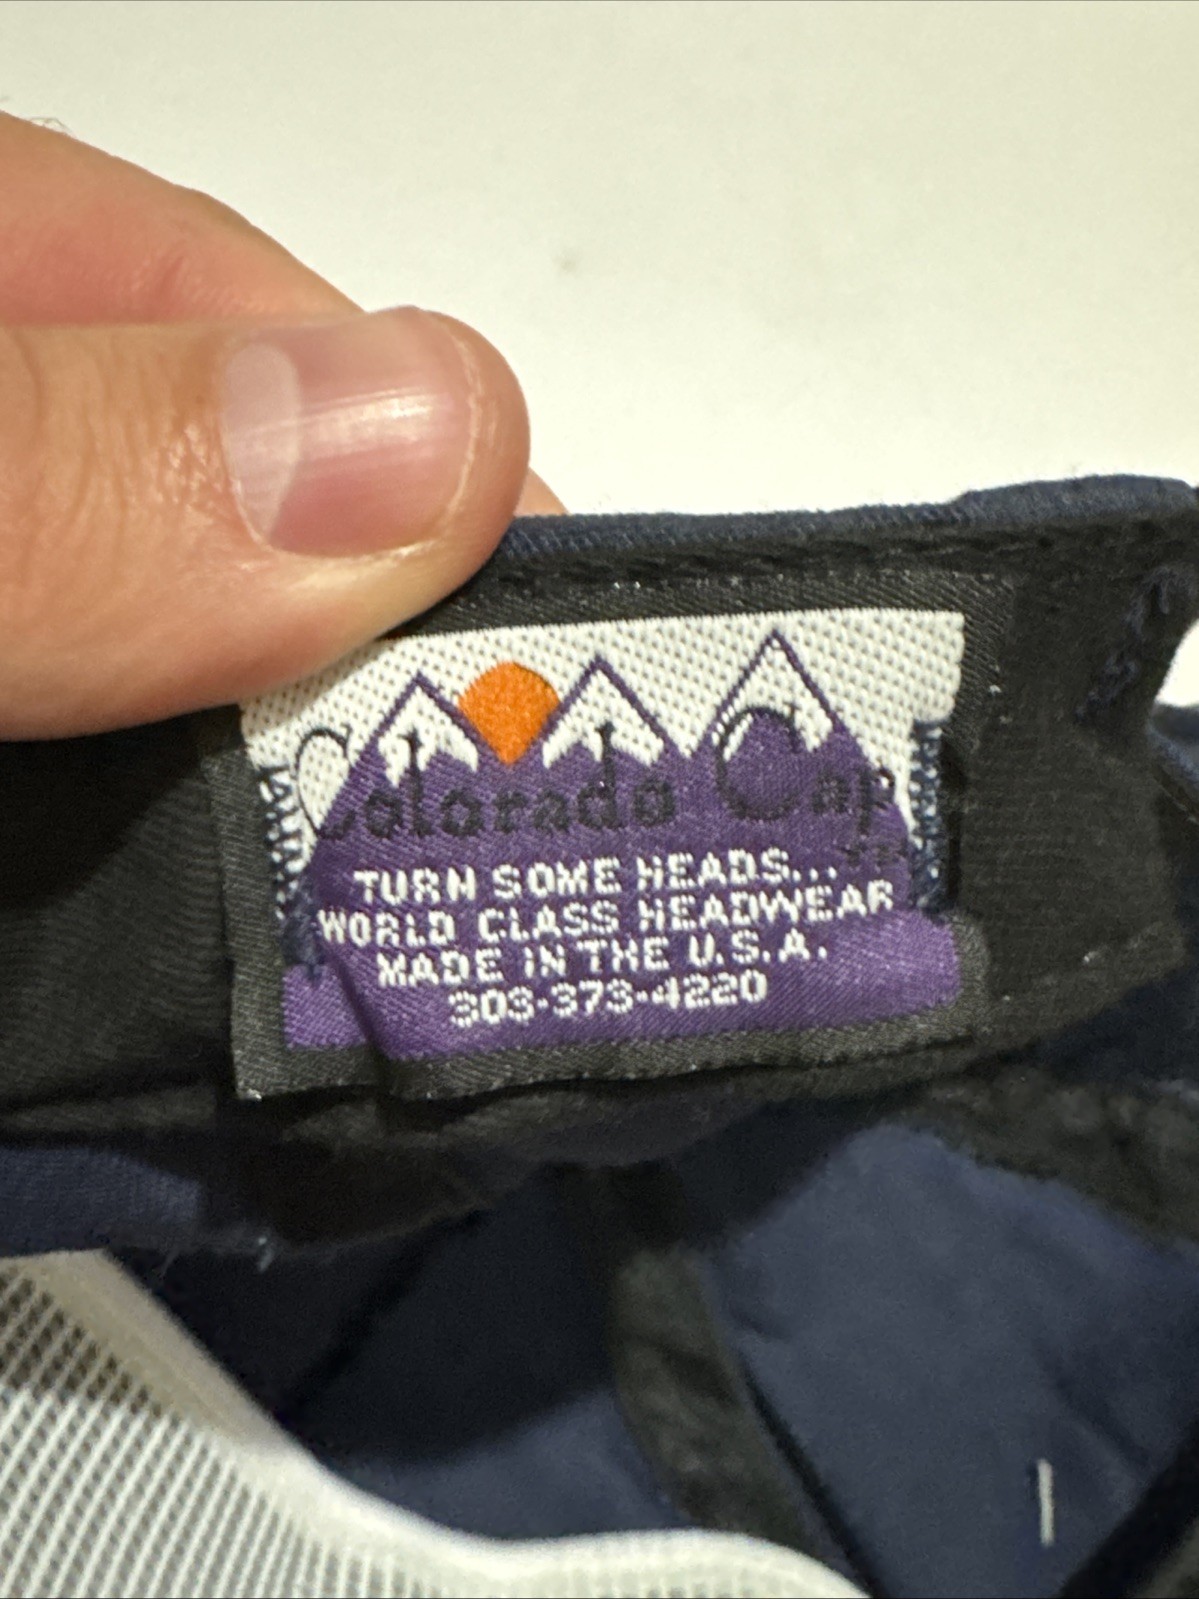 Colorado Cap
TURN SOME HEADS...
WORLD CLASS HEADWEAR
MADE IN THE U.S.A.
303-373-4220